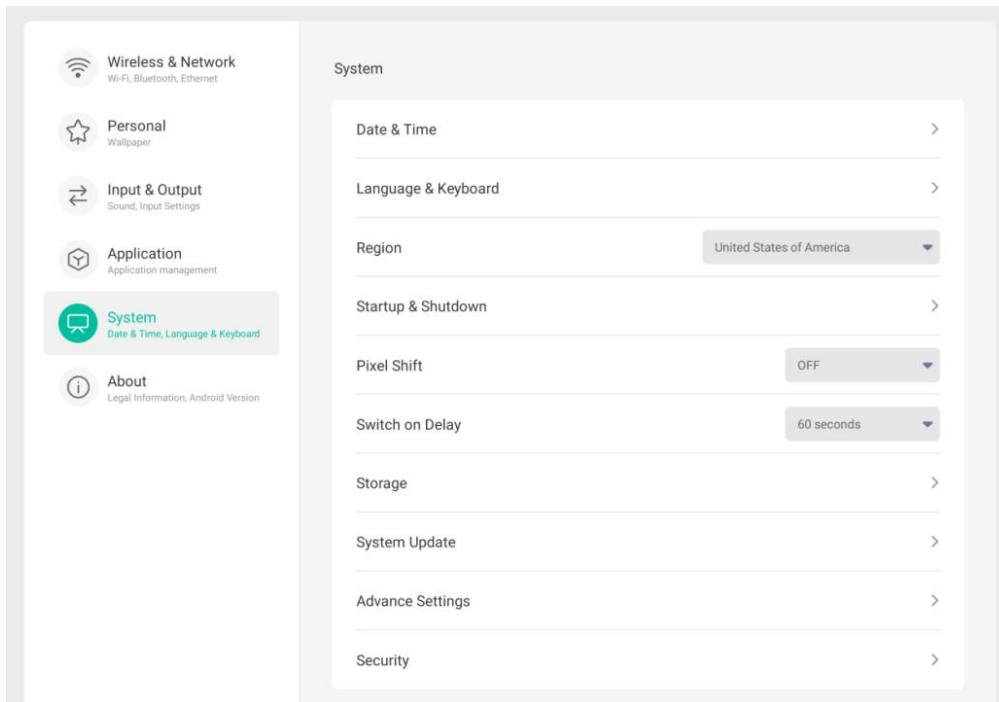 Wireless & Network
Wi-Fi, Bluetooth, Ethernet
Personal
Wallpaper
Input & Output
Sound, Input Settings
Application
Application management
System
Date & Time, Language & Keyboard
About
Legal Information, Android Version
System
Date & Time
Language & Keyboard
Region
United States of America
Startup & Shutdown
Pixel Shift
OFF
Switch on Delay
60 seconds
Storage
System Update
Advance Settings
Security